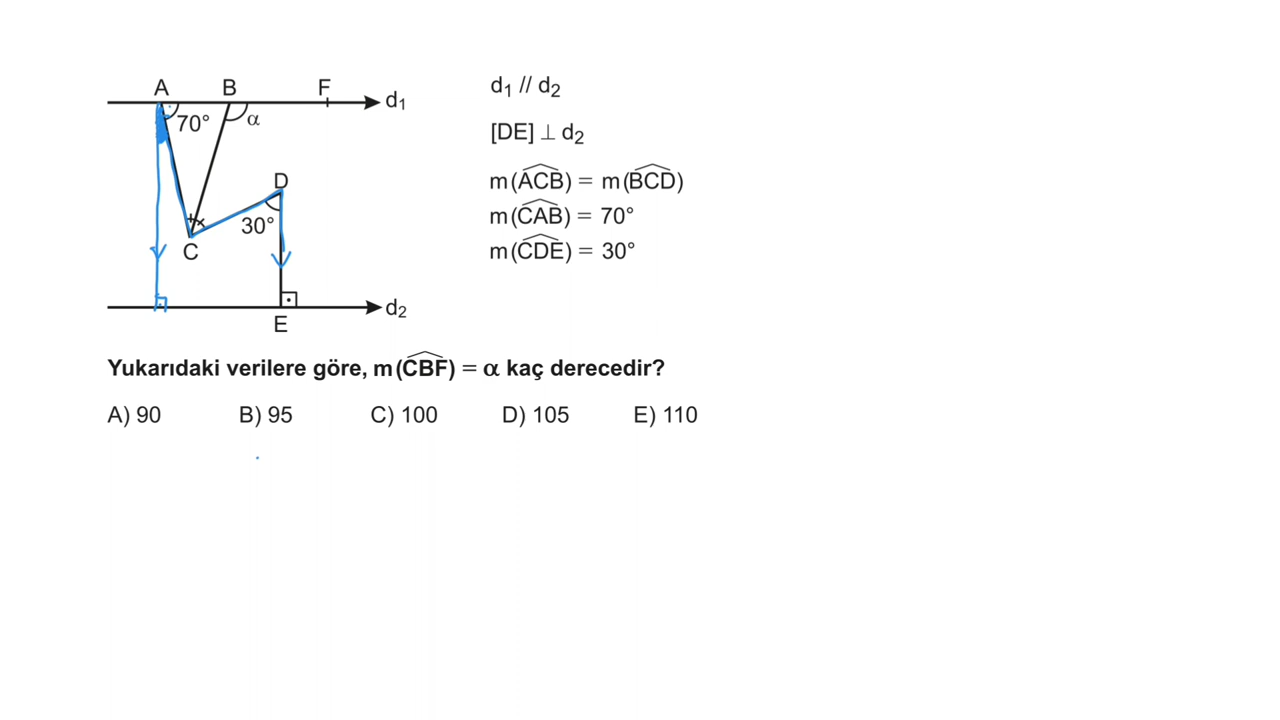 A B F
d₁
70° α
D
30°
C
d₂
E
d₁ // d₂
[DE] ⊥ d₂
m(ACB) = m(BCD)
m(CAB) = 70°
m(CDE) = 30°
Yukarıdaki verilere göre, m(CBF) = α kaç derecedir?
A) 90 B) 95 C) 100 D) 105 E) 110